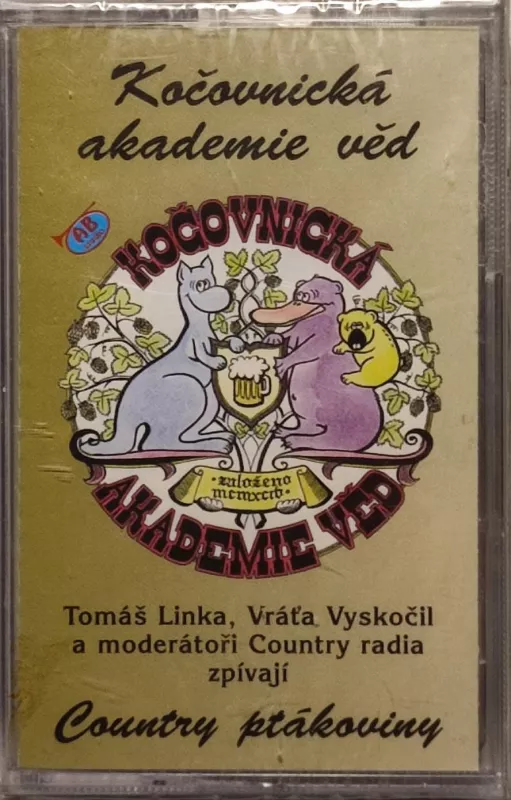 Kočovnická
akademie věd
AB
KOČOVNICKÁ
·založeno·
mcmxciv·
AKADEMIE VĚD
Tomáš Linka, Vráťa Vyskočil
a moderátoři Country radia
zpívají
Country ptákoviny